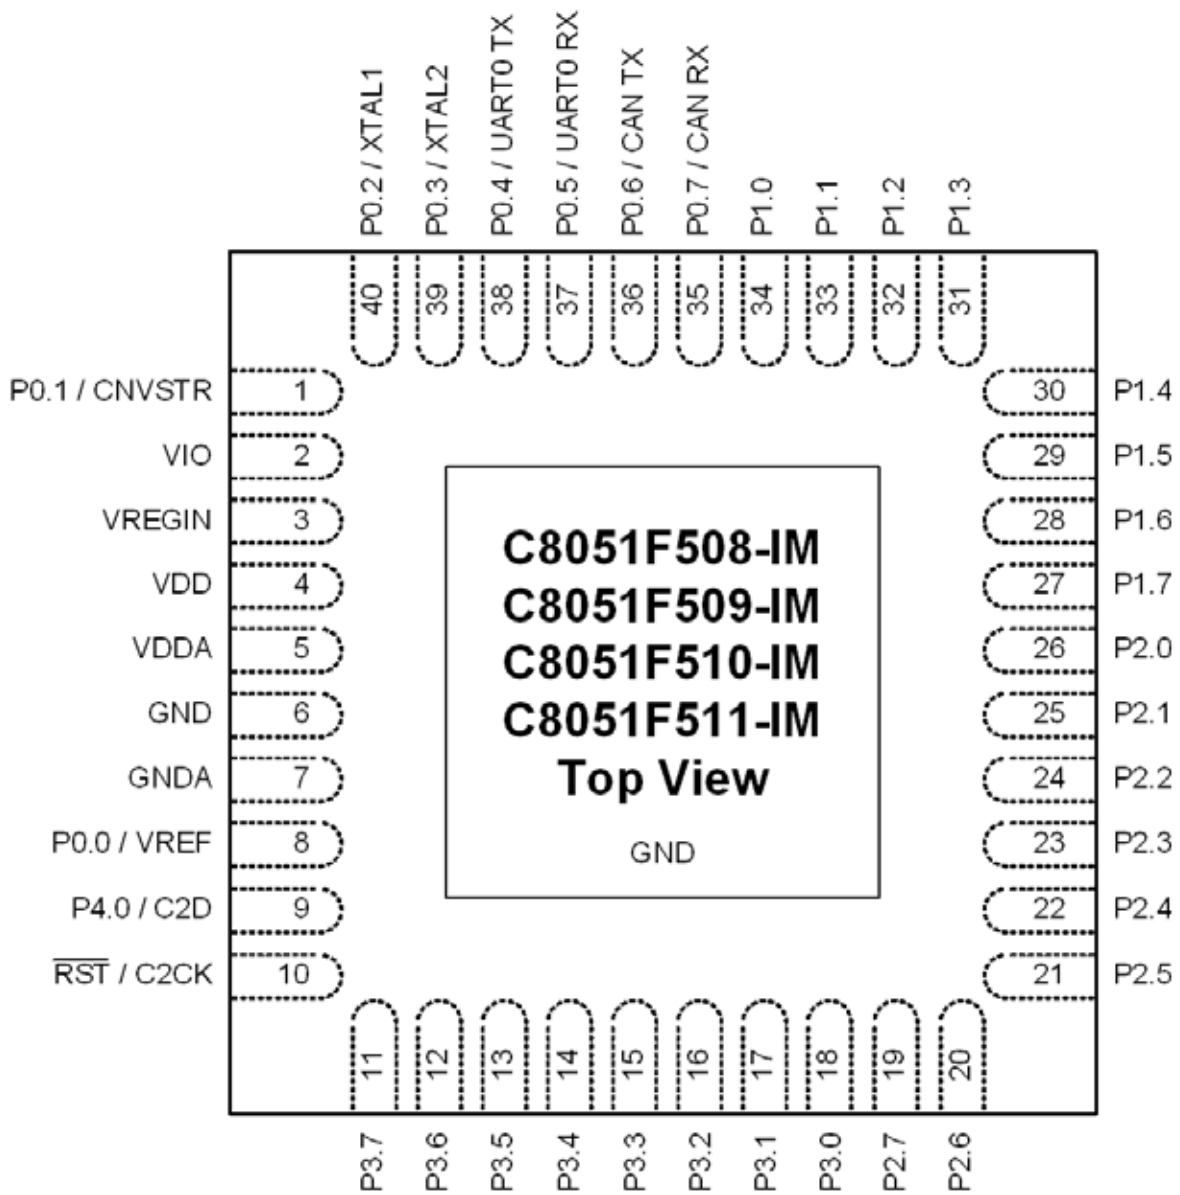 P0.2 / XTAL1
P0.3 / XTAL2
P0.4 / UART0 TX
P0.5 / UART0 RX
P0.6 / CAN TX
P0.7 / CAN RX
P1.0
P1.1
P1.2
P1.3
40
39
38
37
36
35
34
33
32
31
P0.1 / CNVSTR 1
VIO 2
VREGIN 3
VDD 4
VDDA 5
GND 6
GNDA 7
P0.0 / VREF 8
P4.0 / C2D 9
R̅S̅T̅ / C2CK 10
C8051F508-IM
C8051F509-IM
C8051F510-IM
C8051F511-IM
Top View
GND
30 P1.4
29 P1.5
28 P1.6
27 P1.7
26 P2.0
25 P2.1
24 P2.2
23 P2.3
22 P2.4
21 P2.5
11
12
13
14
15
16
17
18
19
20
P3.7
P3.6
P3.5
P3.4
P3.3
P3.2
P3.1
P3.0
P2.7
P2.6